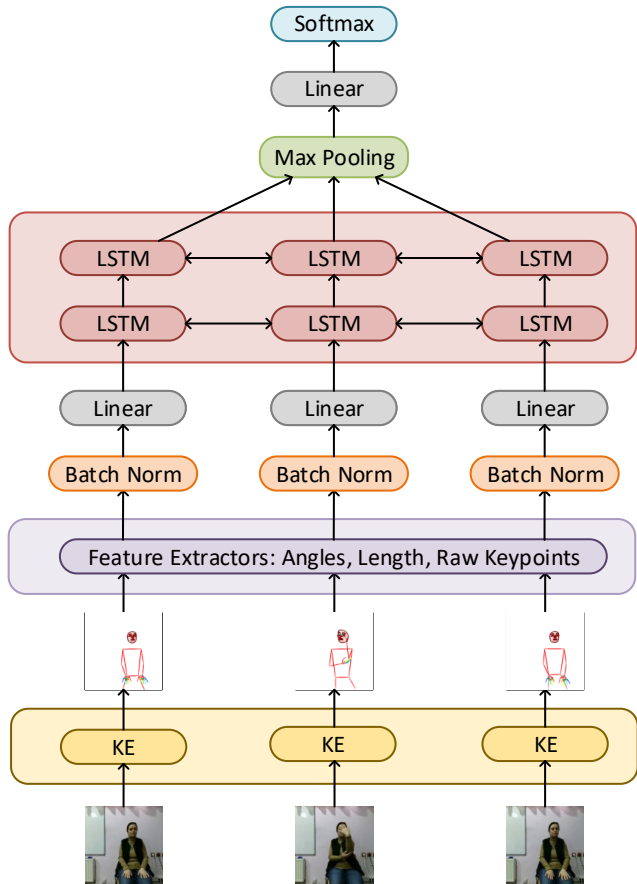 Softmax
Linear
Max Pooling
LSTM LSTM LSTM
LSTM LSTM LSTM
Linear Linear Linear
Batch Norm Batch Norm Batch Norm
Feature Extractors: Angles, Length, Raw Keypoints
KE KE KE